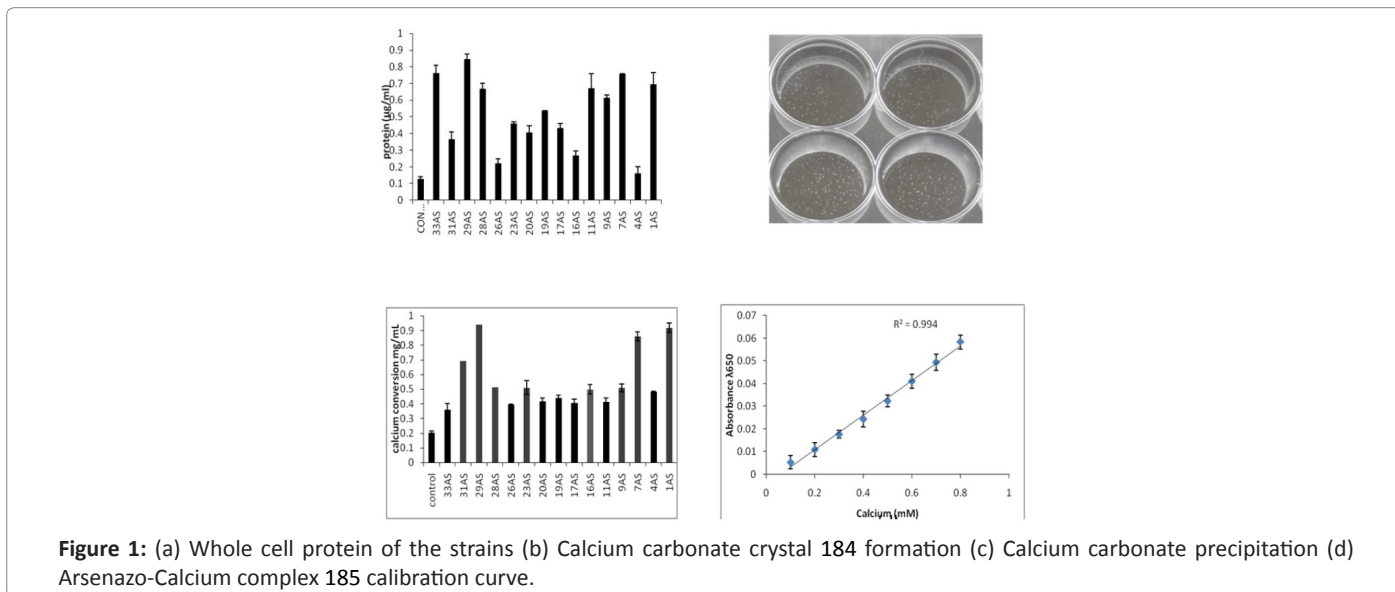 1
0.9
0.8
0.7
0.6
0.5
0.4
0.3
0.2
0.1
0
protein (µg/ml)
CON...
33AS
31AS
29AS
28AS
26AS
23AS
20AS
19AS
17AS
16AS
11AS
9AS
7AS
4AS
1AS
1
0.9
0.8
0.7
0.6
0.5
0.4
0.3
0.2
0.1
0
calcium conversion mg/mL
control
33AS
31AS
29AS
28AS
26AS
23AS
20AS
19AS
17AS
16AS
11AS
9AS
7AS
4AS
1AS
R² = 0.994
0.07
0.06
0.05
0.04
0.03
0.02
0.01
0
Absorbance λ650
0 0.2 0.4 0.6 0.8 1
Calcium (mM)
Figure 1: (a) Whole cell protein of the strains (b) Calcium carbonate crystal 184 formation (c) Calcium carbonate precipitation (d)
Arsenazo-Calcium complex 185 calibration curve.